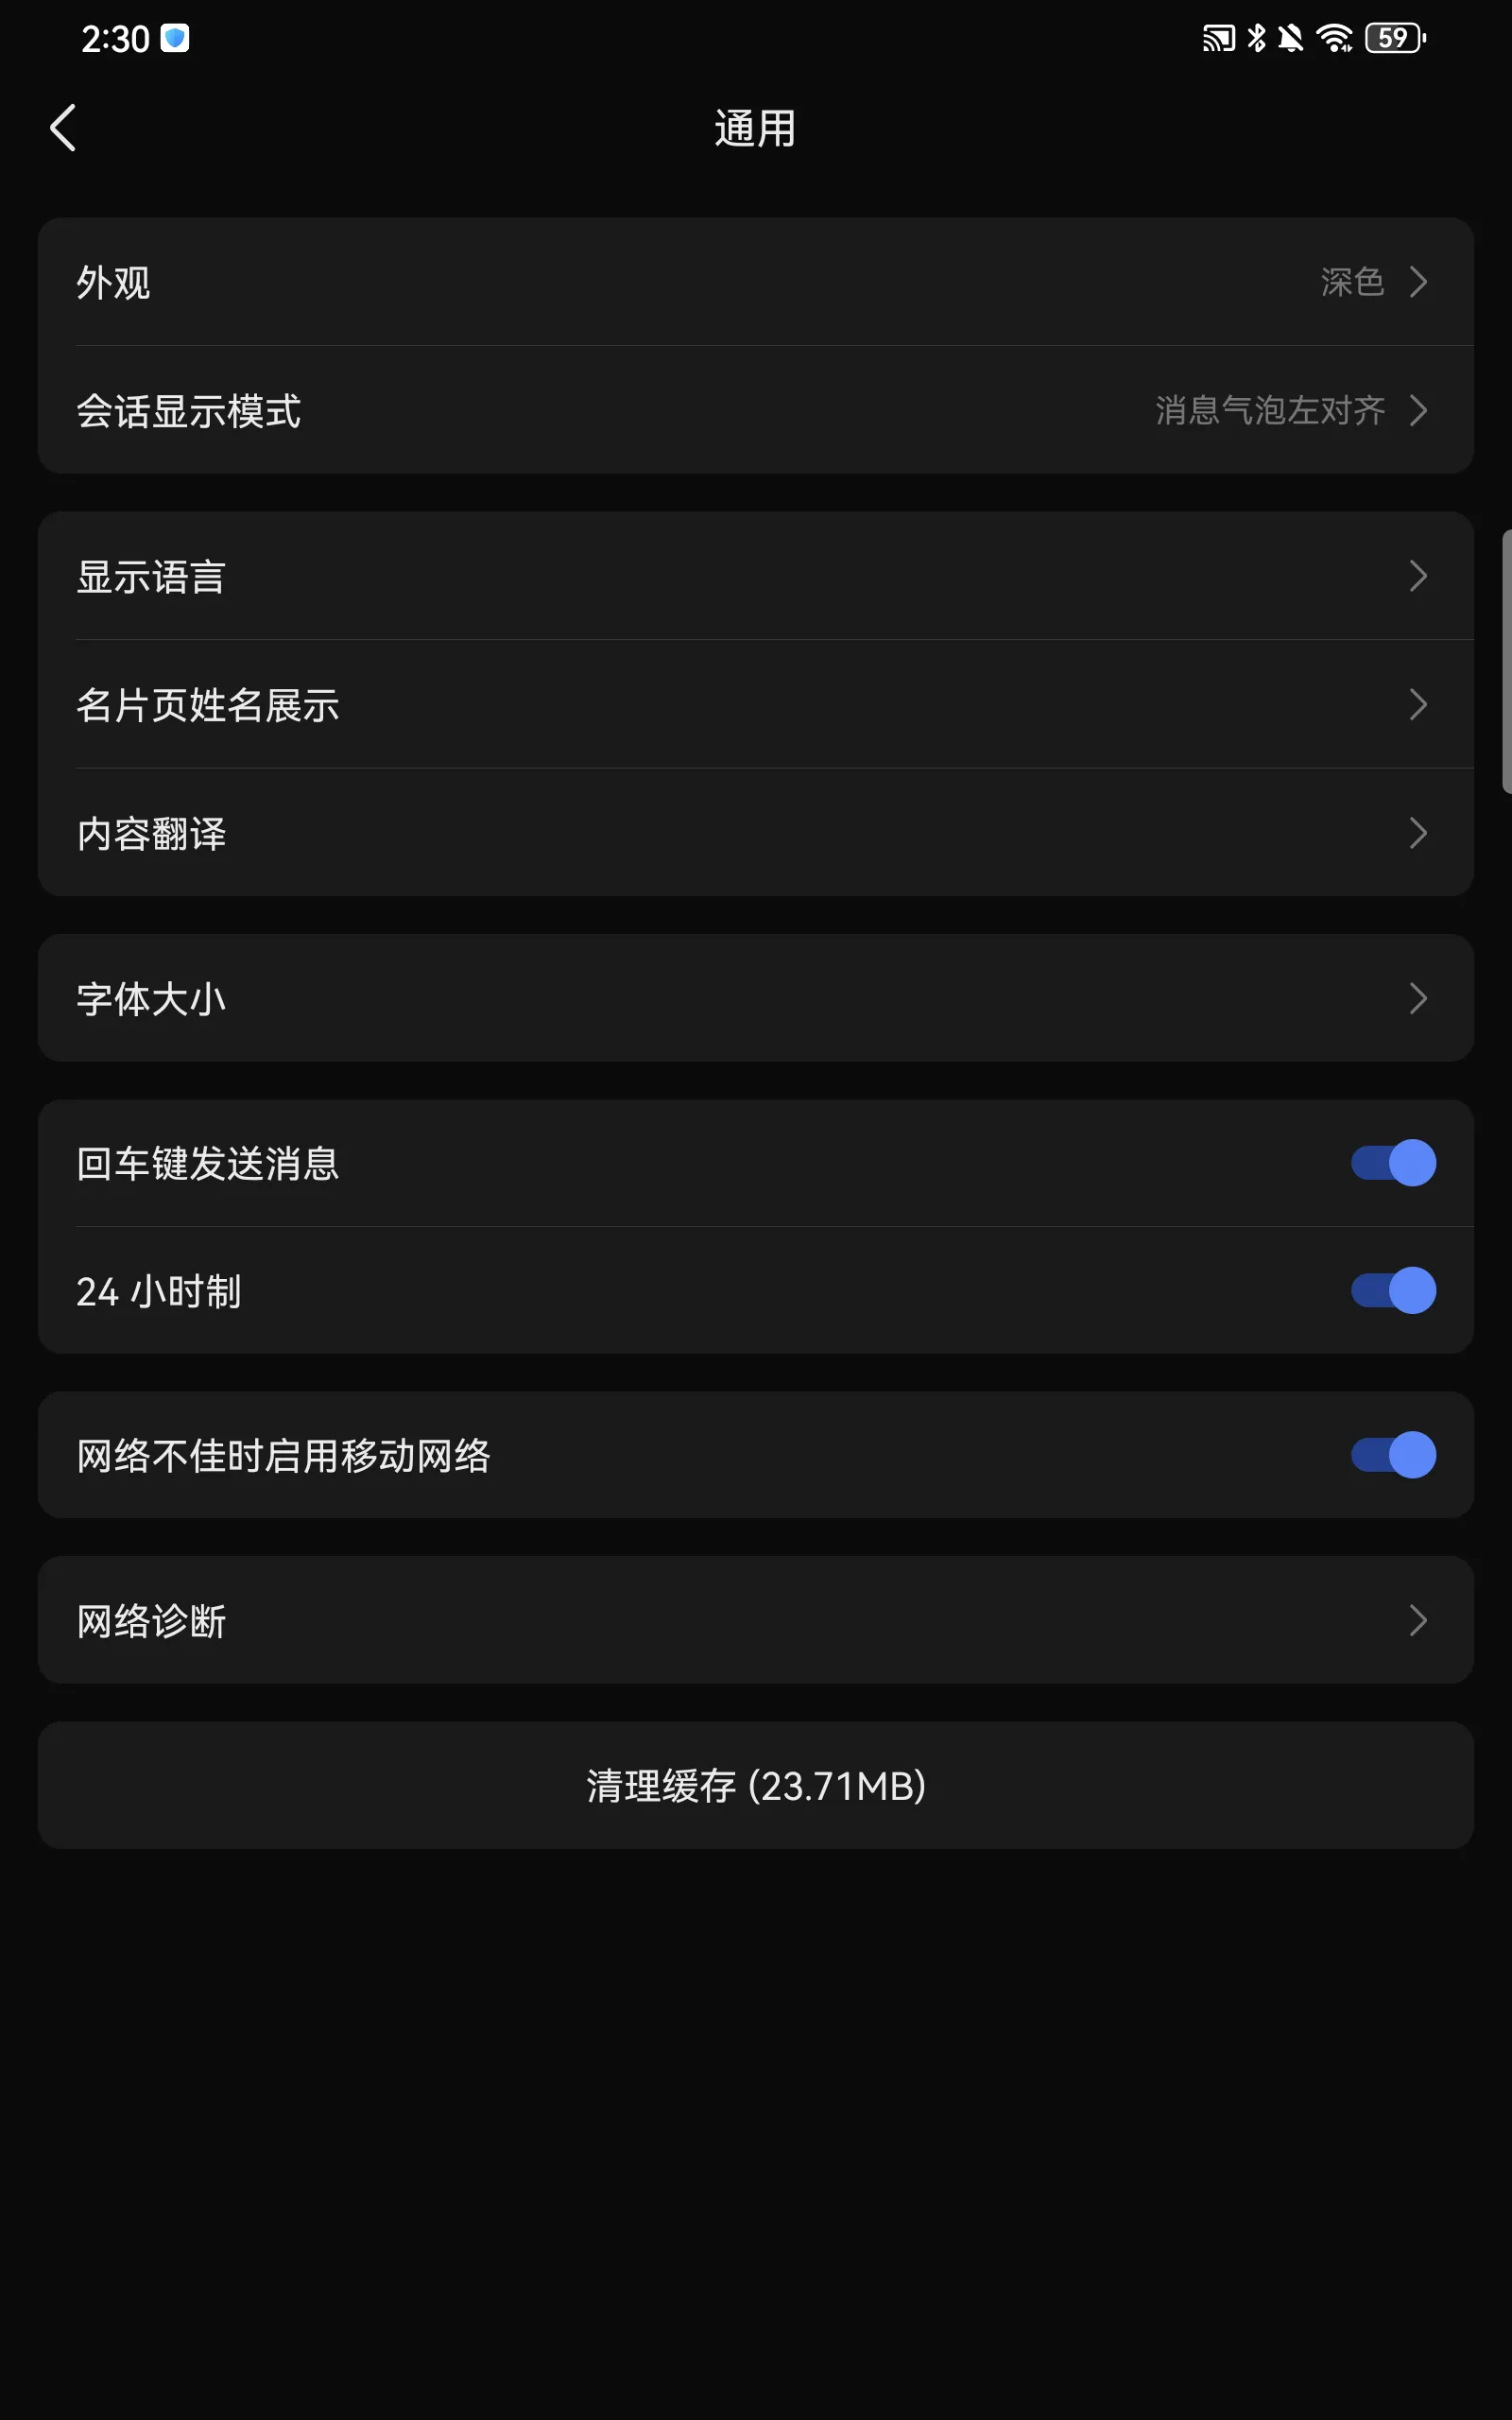 2:30
59
通用
外观
深色
会话显示模式
消息气泡左对齐
显示语言
名片页姓名展示
内容翻译
字体大小
回车键发送消息
24 小时制
网络不佳时启用移动网络
网络诊断
清理缓存 (23.71MB)